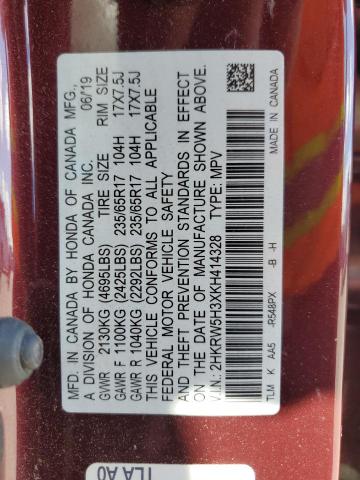 MFD. IN CANADA BY HONDA OF CANADA MFG.,
A DIVISION OF HONDA CANADA INC. 06/19
GVWR 2130KG (4695LBS) TIRE SIZE RIM SIZE
GAWR F 1100KG (2425LBS) 235/65R17 104H 17X7.5J
GAWR R 1040KG (2292LBS) 235/65R17 104H 17X7.5J
THIS VEHICLE CONFORMS TO ALL APPLICABLE
FEDERAL MOTOR VEHICLE SAFETY
AND THEFT PREVENTION STANDARDS IN EFFECT
ON THE DATE OF MANUFACTURE SHOWN ABOVE.
V.I.N.: 2HKRW5H3XKH414328 TYPE: MPV
TLM K AA5 -R548PX -B -H MADE IN CANADA
TLA A0